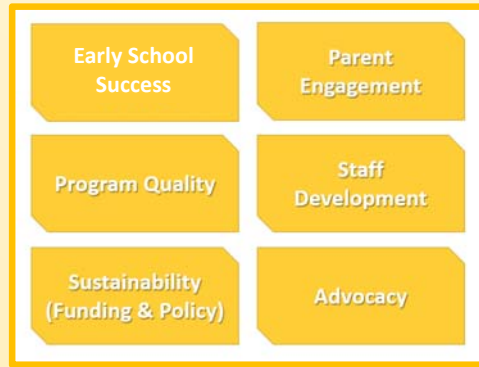 Early School
Success
Parent
Engagement
Program Quality
Staff
Development
Sustainability
(Funding & Policy)
Advocacy